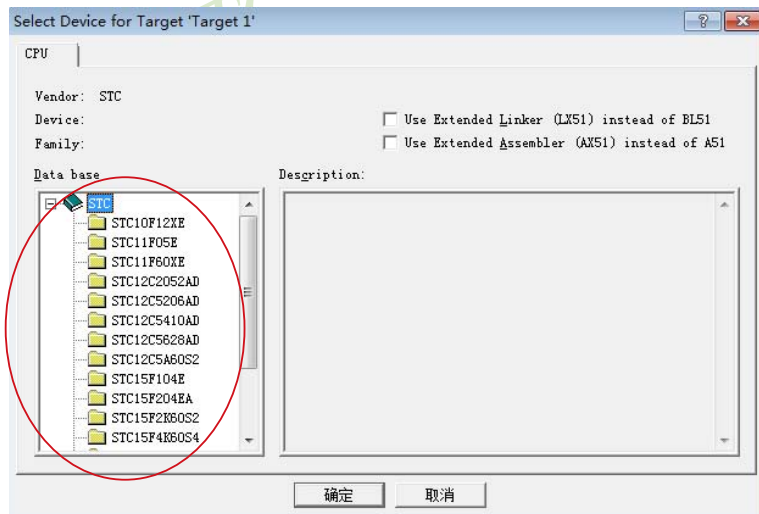 Select Device for Target 'Target 1'
CPU
Vendor: STC
Device:
Use Extended Linker (LX51) instead of BL51
Family:
Use Extended Assembler (AX51) instead of A51
Data base
Description:
STC
STC10F12XE
STC11F05E
STC11F60XE
STC12C2052AD
STC12C5206AD
STC12C5410AD
STC12C5628AD
STC12C5A60S2
STC15F104E
STC15F204EA
STC15F2K60S2
STC15F4K60S4
确定
取消